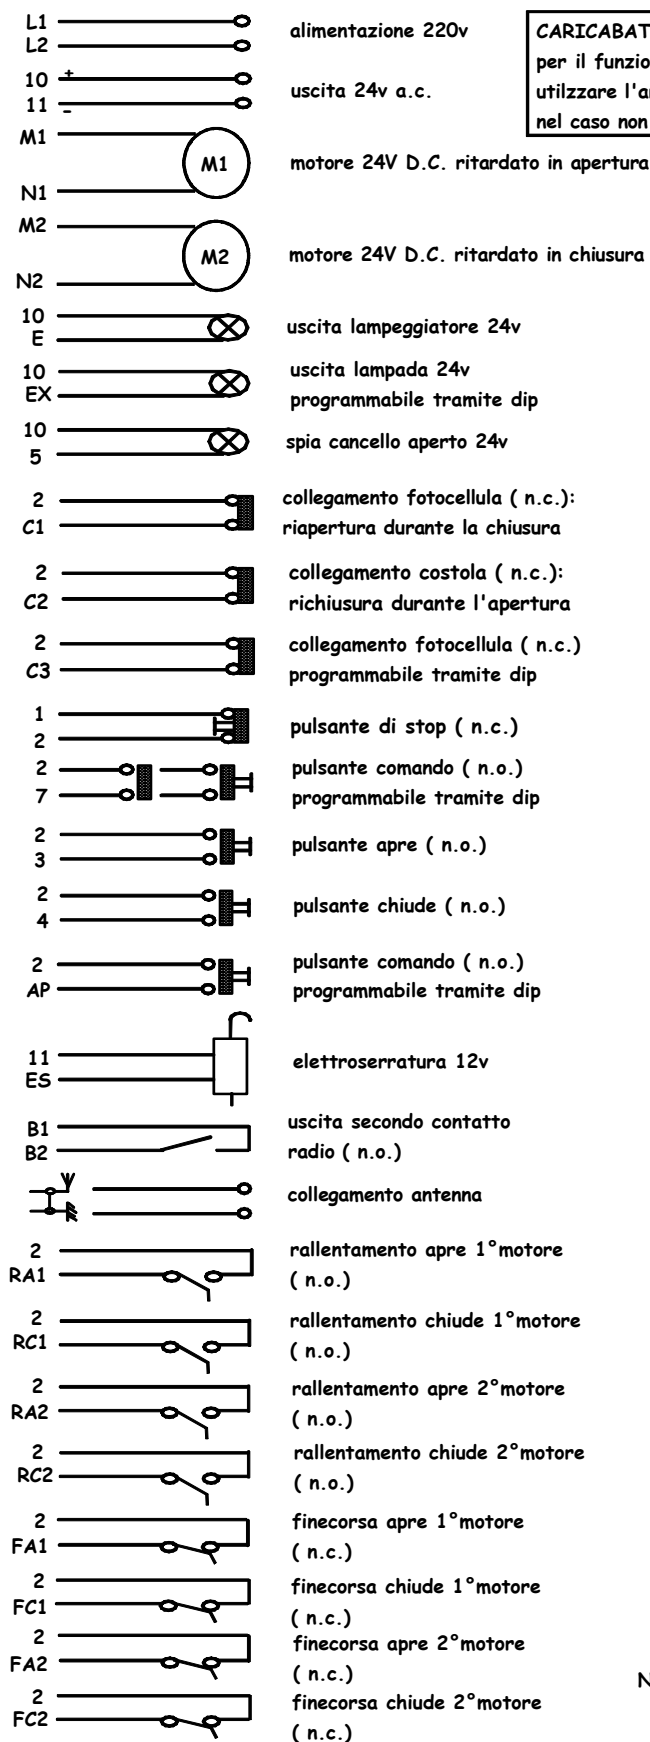 L1
L2
alimentazione 220v
CARICABAT
per il funzio
utilzzare l'a
nel caso non
10 +
11 -
uscita 24v a.c.
M1
N1
M1
motore 24V D.C. ritardato in apertura
M2
N2
M2
motore 24V D.C. ritardato in chiusura
10
E
uscita lampeggiatore 24v
10
EX
uscita lampada 24v
programmabile tramite dip
10
5
spia cancello aperto 24v
2
C1
collegamento fotocellula ( n.c.):
riapertura durante la chiusura
2
C2
collegamento costola ( n.c.):
richiusura durante l'apertura
2
C3
collegamento fotocellula ( n.c.)
programmabile tramite dip
1
2
pulsante di stop ( n.c.)
2
7
pulsante comando ( n.o.)
programmabile tramite dip
2
3
pulsante apre ( n.o.)
2
4
pulsante chiude ( n.o.)
2
AP
pulsante comando ( n.o.)
programmabile tramite dip
11
ES
elettroserratura 12v
B1
B2
uscita secondo contatto
radio ( n.o.)
collegamento antenna
2
RA1
rallentamento apre 1°motore
( n.o.)
2
RC1
rallentamento chiude 1°motore
( n.o.)
2
RA2
rallentamento apre 2°motore
( n.o.)
2
RC2
rallentamento chiude 2°motore
( n.o.)
2
FA1
finecorsa apre 1°motore
( n.c.)
2
FC1
finecorsa chiude 1°motore
( n.c.)
2
FA2
finecorsa apre 2°motore
( n.c.)
N
2
FC2
finecorsa chiude 2°motore
( n.c.)